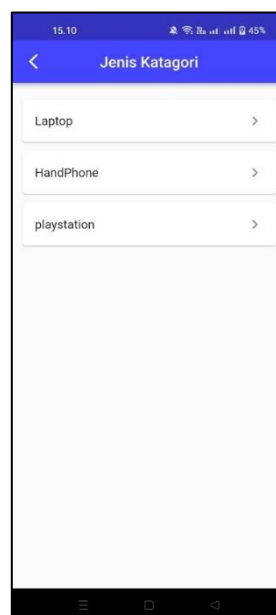 15.10 45%
Jenis Katagori
Laptop
HandPhone
playstation